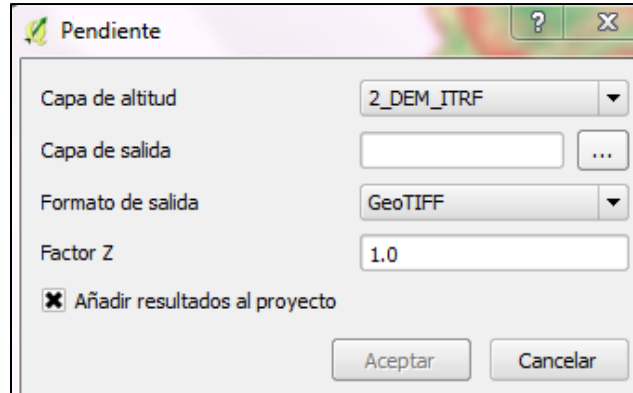 Pendiente
Capa de altitud 2_DEM_ITRF
Capa de salida ...
Formato de salida GeoTIFF
Factor Z 1.0
Añadir resultados al proyecto
Aceptar Cancelar